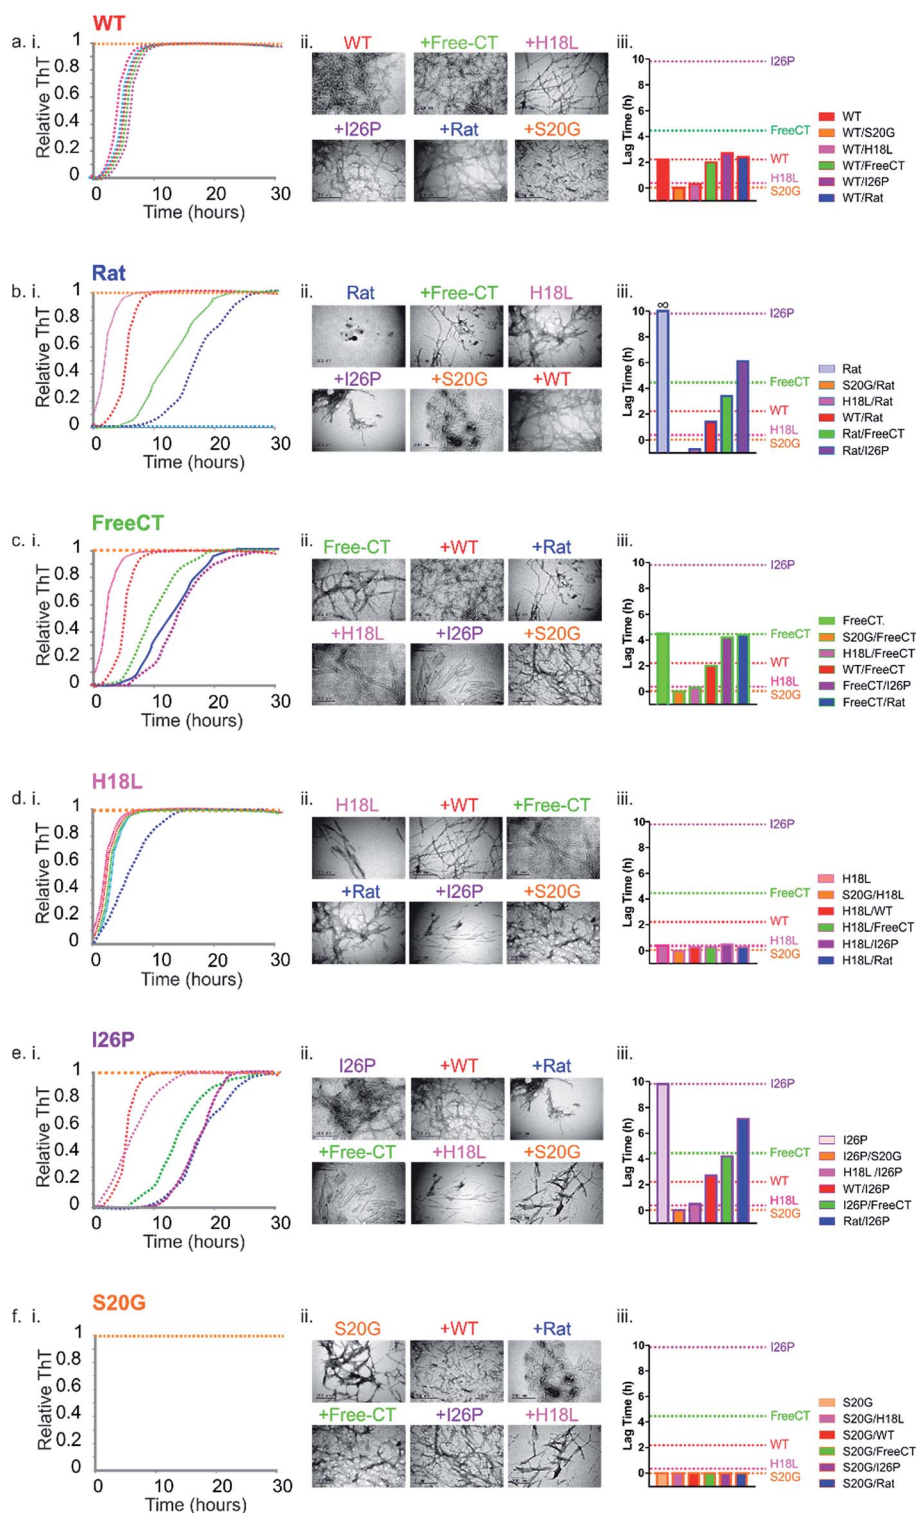 WT
a. i.
ii.
iii.
Relative ThT
1
0.8
0.6
0.4
0.2
0
0 10 20 30
Time (hours)
WT +Free-CT +H18L
+I26P +Rat +S20G
Lag Time (h)
10
8
6
4
2
0
I26P
FreeCT
WT
H18L
S20G
WT
WT/S20G
WT/H18L
WT/FreeCT
WT/I26P
WT/Rat
Rat
b. i.
ii.
iii.
Relative ThT
1
0.8
0.6
0.4
0.2
0
0 10 20 30
Time (hours)
Rat +Free-CT H18L
+I26P +S20G +WT
Lag Time (h)
∞
10
8
6
4
2
0
I26P
FreeCT
WT
H18L
S20G
Rat
S20G/Rat
H18L/Rat
WT/Rat
Rat/FreeCT
Rat/I26P
FreeCT
c. i.
ii.
iii.
Relative ThT
1
0.8
0.6
0.4
0.2
0
0 10 20 30
Time (hours)
Free-CT +WT +Rat
+H18L +I26P +S20G
Lag Time (h)
10
8
6
4
2
0
I26P
FreeCT
WT
H18L
S20G
FreeCT.
S20G/FreeCT
H18L/FreeCT
WT/FreeCT
FreeCT/I26P
FreeCT/Rat
H18L
d. i.
ii.
iii.
Relative ThT
1
0.8
0.6
0.4
0.2
0
0 10 20 30
Time (hours)
H18L +WT +Free-CT
+Rat +I26P +S20G
Lag Time (h)
10
8
6
4
2
0
I26P
FreeCT
WT
H18L
S20G
H18L
S20G/H18L
H18L/WT
H18L/FreeCT
H18L/I26P
H18L/Rat
I26P
e. i.
ii.
iii.
Relative ThT
1
0.8
0.6
0.4
0.2
0
0 10 20 30
Time (hours)
I26P +WT +Rat
+Free-CT +H18L +S20G
Lag Time (h)
10
8
6
4
2
0
I26P
FreeCT
WT
H18L
S20G
I26P
I26P/S20G
H18L /I26P
WT/I26P
I26P/FreeCT
Rat/I26P
S20G
f. i.
ii.
iii.
Relative ThT
1
0.8
0.6
0.4
0.2
0
0 10 20 30
Time (hours)
S20G +WT +Rat
+Free-CT +I26P +H18L
Lag Time (h)
10
8
6
4
2
0
I26P
FreeCT
WT
H18L
S20G
S20G
S20G/H18L
S20G/WT
S20G/FreeCT
S20G/I26P
S20G/Rat